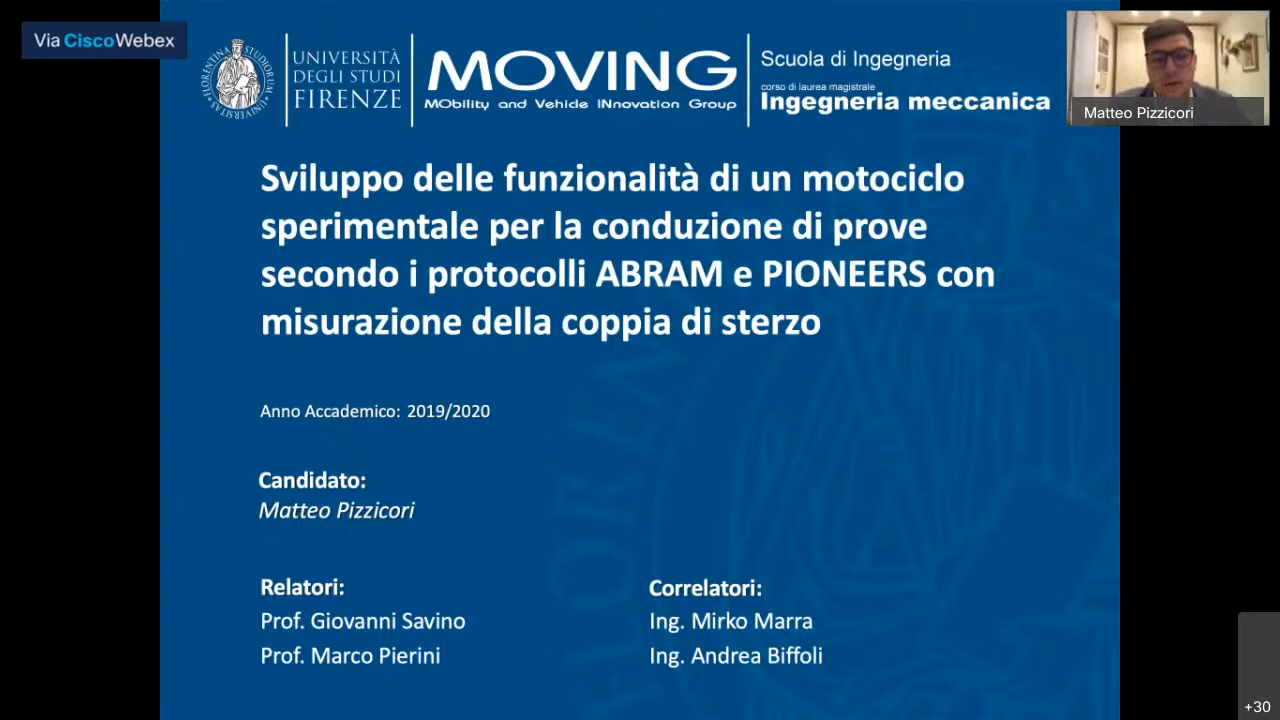 Via CiscoWebex
FLORENTINA STUDIORUM UNIVERSITAS
UNIVERSITÀ
DEGLI STUDI
FIRENZE
MOVING
MObility and Vehicle INnovation Group
Scuola di Ingegneria
corso di laurea magistrale
Ingegneria meccanica
Matteo Pizzicori
Sviluppo delle funzionalità di un motociclo
sperimentale per la conduzione di prove
secondo i protocolli ABRAM e PIONEERS con
misurazione della coppia di sterzo
Anno Accademico: 2019/2020
Candidato:
Matteo Pizzicori
Relatori:
Prof. Giovanni Savino
Prof. Marco Pierini
Correlatori:
Ing. Mirko Marra
Ing. Andrea Biffoli
+30